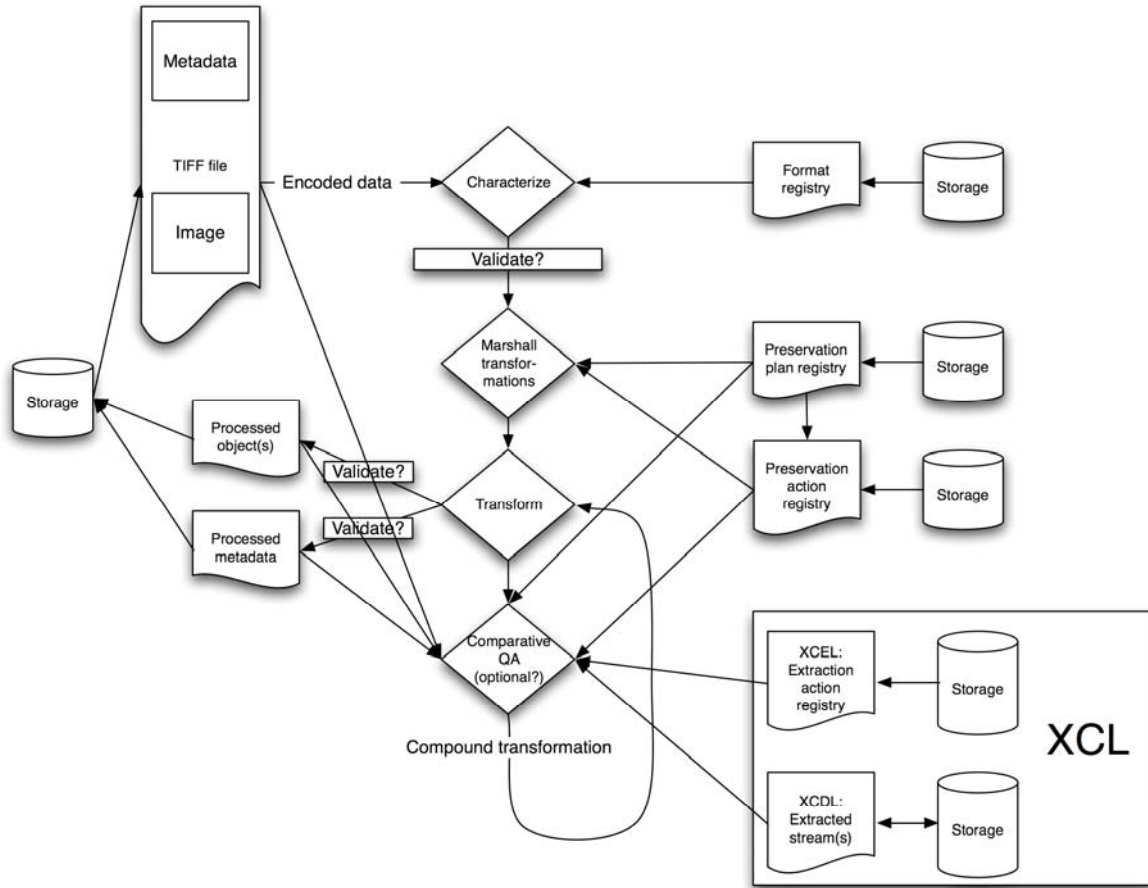 Metadata
TIFF file
Image
Encoded data
Characterize
Format
registry
Storage
Validate?
Marshall
transfor-
mations
Preservation
plan registry
Storage
Storage
Processed
object(s)
Validate?
Transform
Preservation
action
registry
Storage
Validate?
Processed
metadata
Comparative
QA
(optional?)
Compound transformation
XCEL:
Extraction
action
registry
Storage
XCL
XCDL:
Extracted
stream(s)
Storage